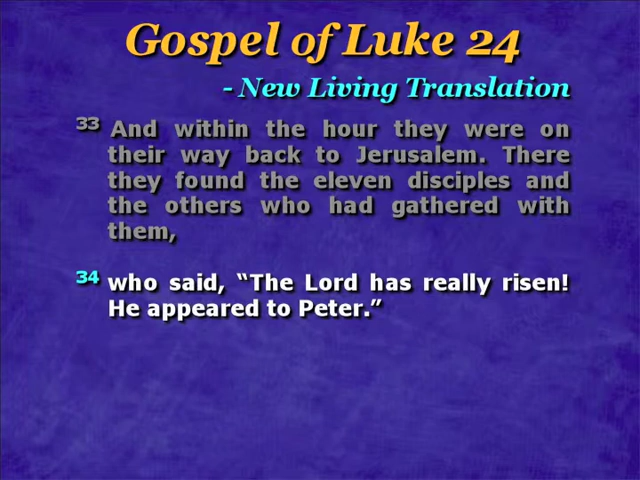 Gospel of Luke 24
- New Living Translation
33 And within the hour they were on
their way back to Jerusalem. There
they found the eleven disciples and
the others who had gathered with
them,
34 who said, “The Lord has really risen!
He appeared to Peter.”